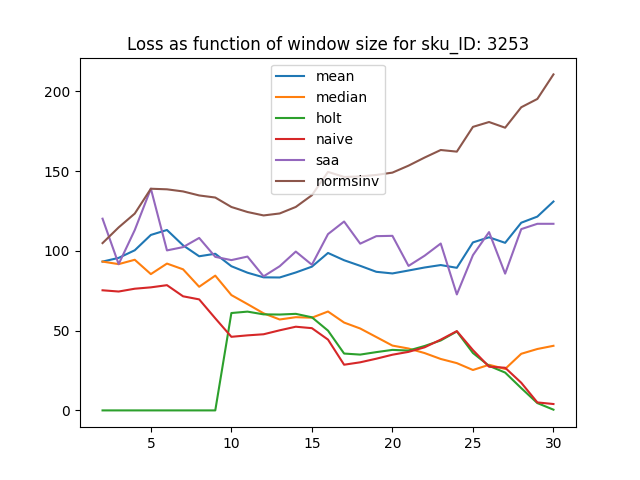 Loss as function of window size for sku_ID: 3253
mean
median
holt
naive
saa
normsinv
200
150
100
50
0
5 10 15 20 25 30